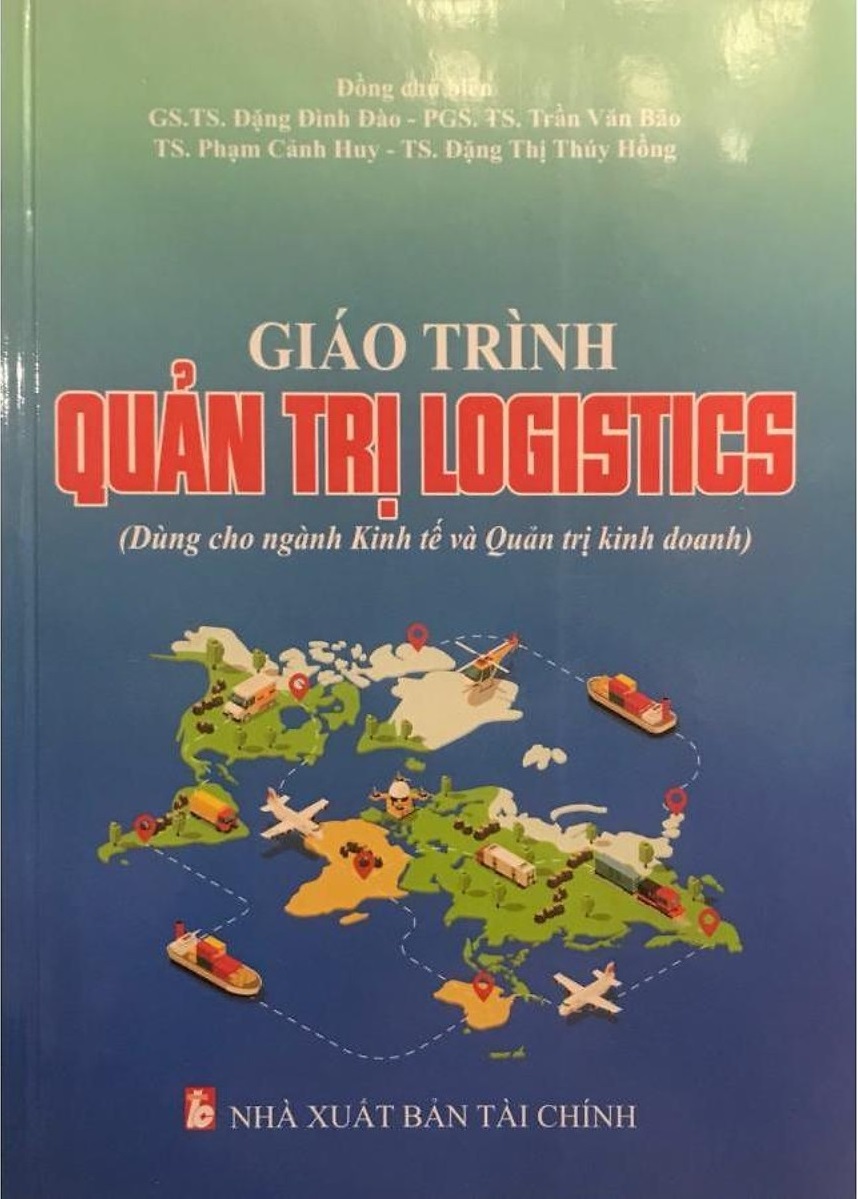 Đồng chủ biên
GS.TS. Đặng Đình Đào - PGS. TS. Trần Văn Bão
TS. Phạm Cảnh Huy - TS. Đặng Thị Thúy Hồng
GIÁO TRÌNH
QUẢN TRỊ LOGISTICS
(Dùng cho ngành Kinh tế và Quản trị kinh doanh)
NHÀ XUẤT BẢN TÀI CHÍNH